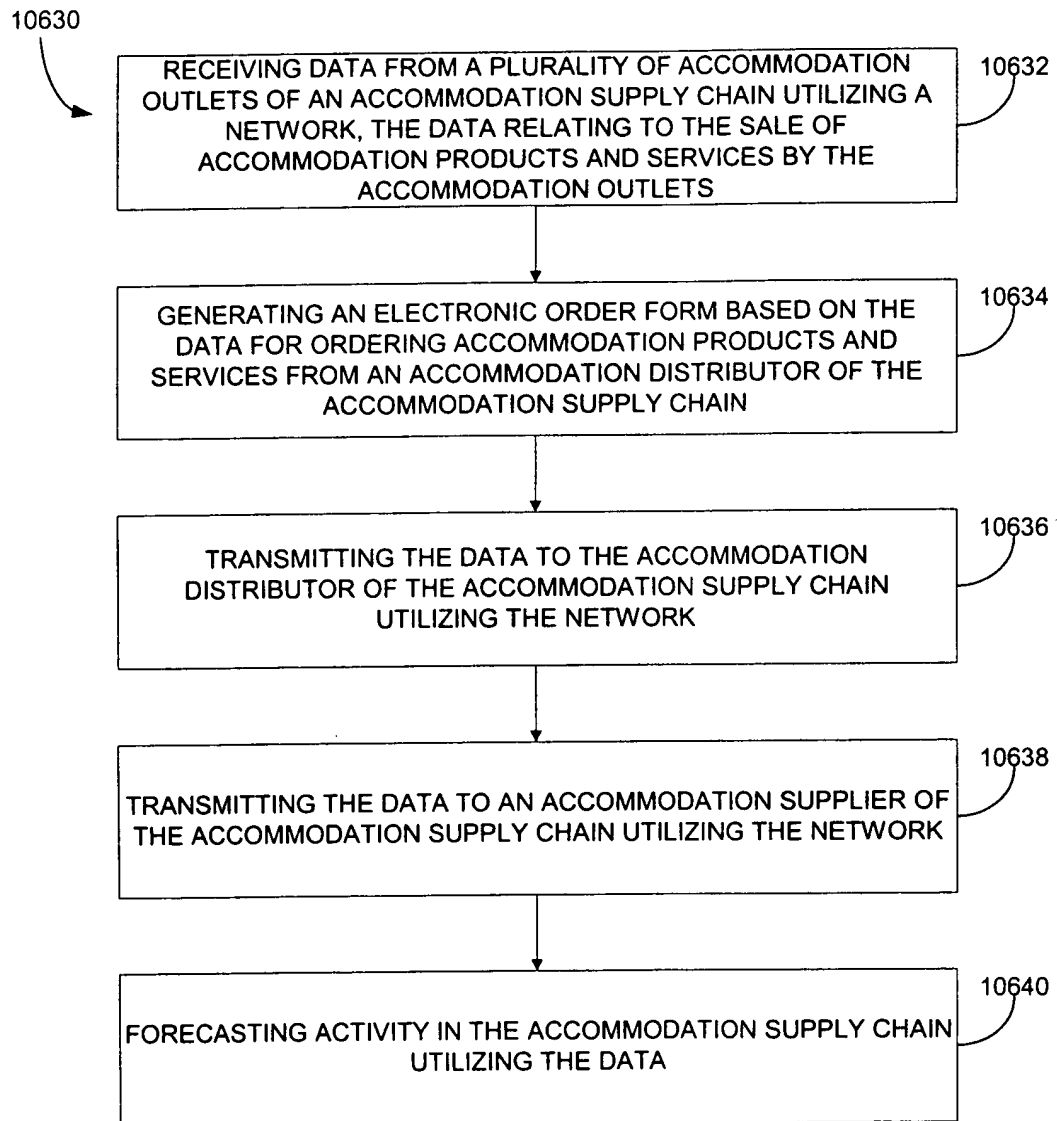 10630
RECEIVING DATA FROM A PLURALITY OF ACCOMMODATION
OUTLETS OF AN ACCOMMODATION SUPPLY CHAIN UTILIZING A
NETWORK, THE DATA RELATING TO THE SALE OF
ACCOMMODATION PRODUCTS AND SERVICES BY THE
ACCOMMODATION OUTLETS
10632
GENERATING AN ELECTRONIC ORDER FORM BASED ON THE
DATA FOR ORDERING ACCOMMODATION PRODUCTS AND
SERVICES FROM AN ACCOMMODATION DISTRIBUTOR OF THE
ACCOMMODATION SUPPLY CHAIN
10634
TRANSMITTING THE DATA TO THE ACCOMMODATION
DISTRIBUTOR OF THE ACCOMMODATION SUPPLY CHAIN
UTILIZING THE NETWORK
10636
TRANSMITTING THE DATA TO AN ACCOMMODATION SUPPLIER OF
THE ACCOMMODATION SUPPLY CHAIN UTILIZING THE NETWORK
10638
FORECASTING ACTIVITY IN THE ACCOMMODATION SUPPLY CHAIN
UTILIZING THE DATA
10640